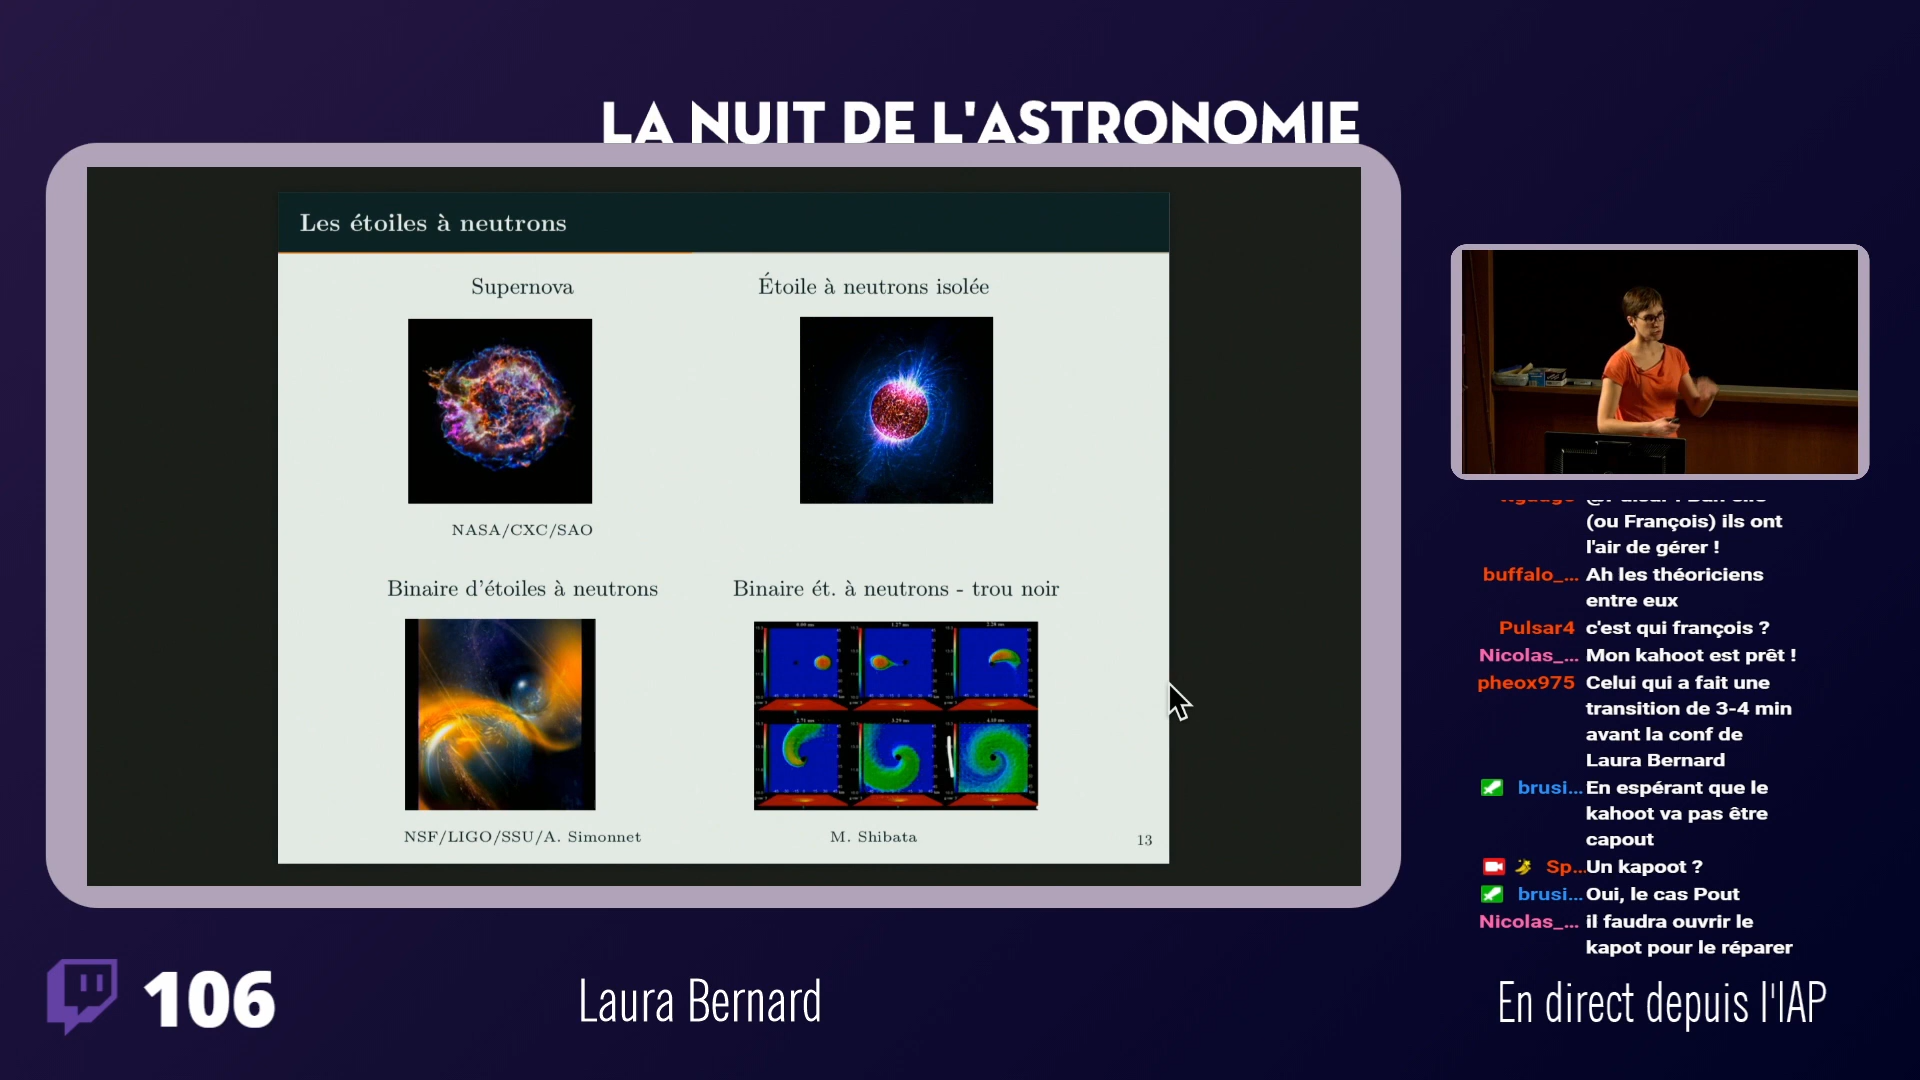 LA NUIT DE L'ASTRONOMIE
Les étoiles à neutrons
Supernova
Étoile à neutrons isolée
NASA/CXC/SAO
Binaire d'étoiles à neutrons
Binaire ét. à neutrons - trou noir
NSF/LIGO/SSU/A. Simonnet
M. Shibata
13
(ou François) ils ont
l'air de gérer !
buffalo_... Ah les théoriciens
entre eux
Pulsar4 c'est qui françois ?
Nicolas_... Mon kahoot est prêt !
pheox975 Celui qui a fait une
transition de 3-4 min
avant la conf de
Laura Bernard
brusi... En espérant que le
kahoot va pas être
capout
Sp... Un kapoot ?
brusi... Oui, le cas Pout
Nicolas_... il faudra ouvrir le
kapot pour le réparer
106
Laura Bernard
En direct depuis l'IAP